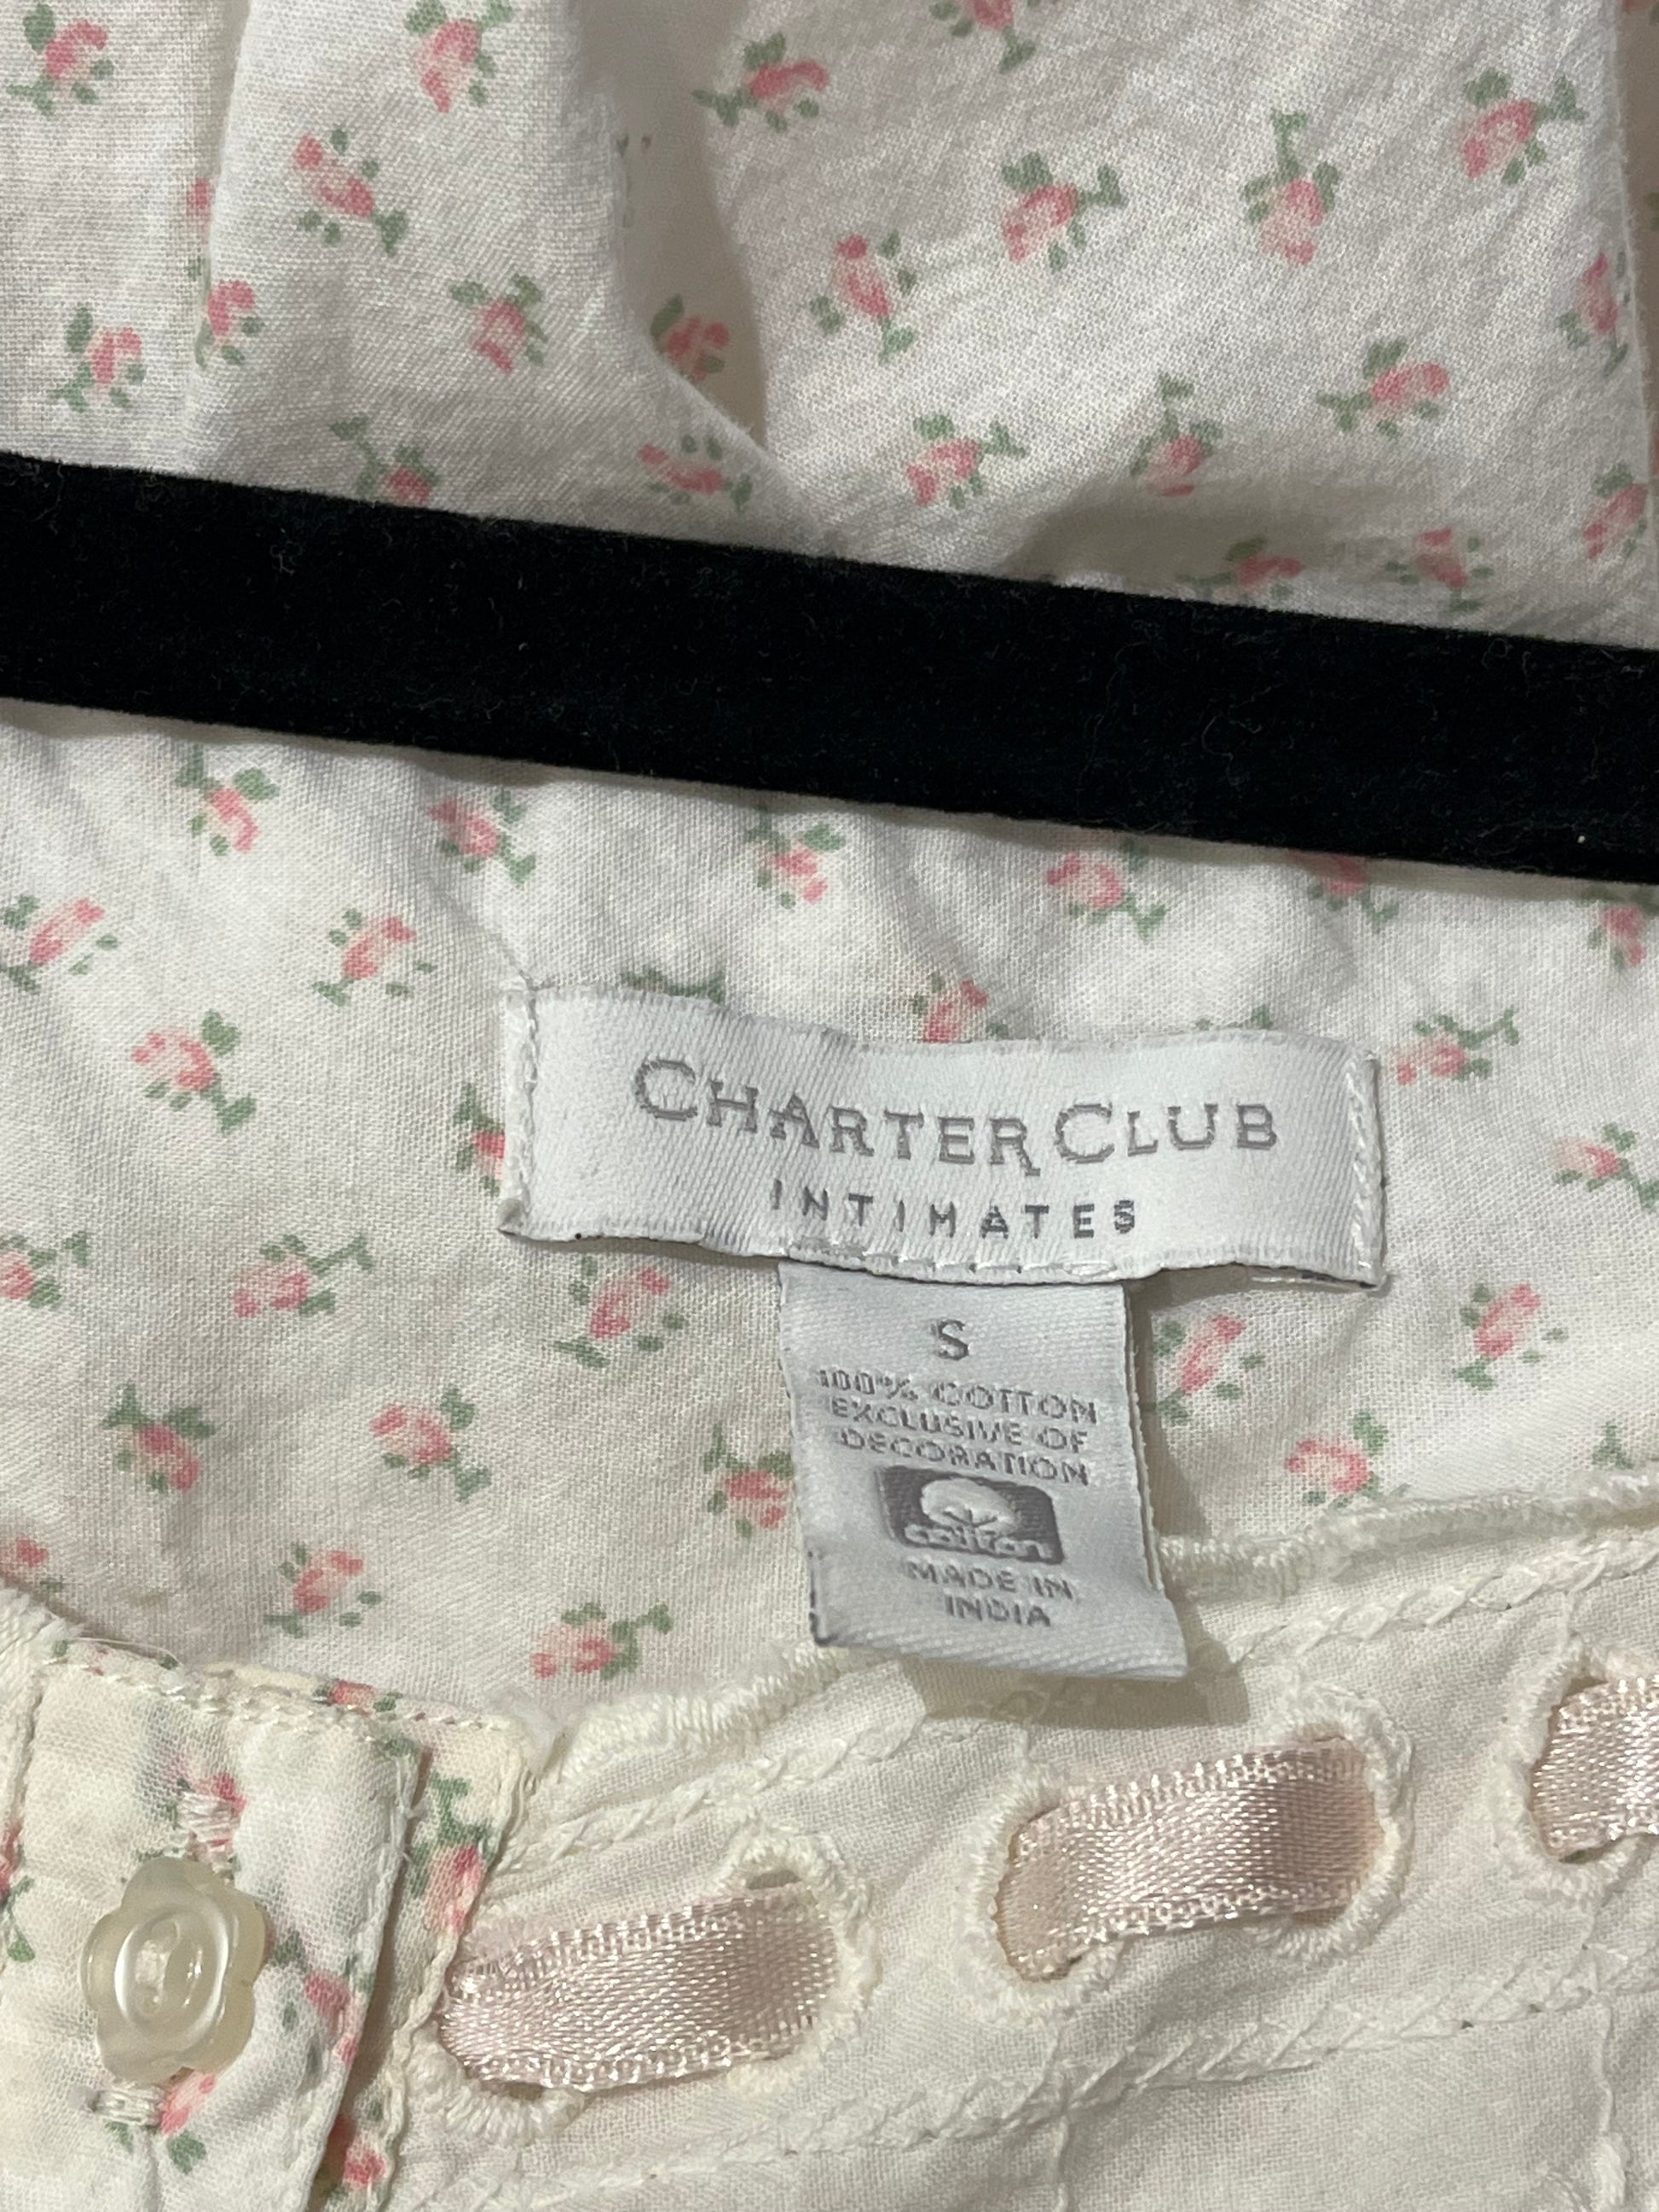 CHARTER CLUB
INTIMATES
S
100% COTTON
EXCLUSIVE OF
DECORATION
cotton
MADE IN
INDIA